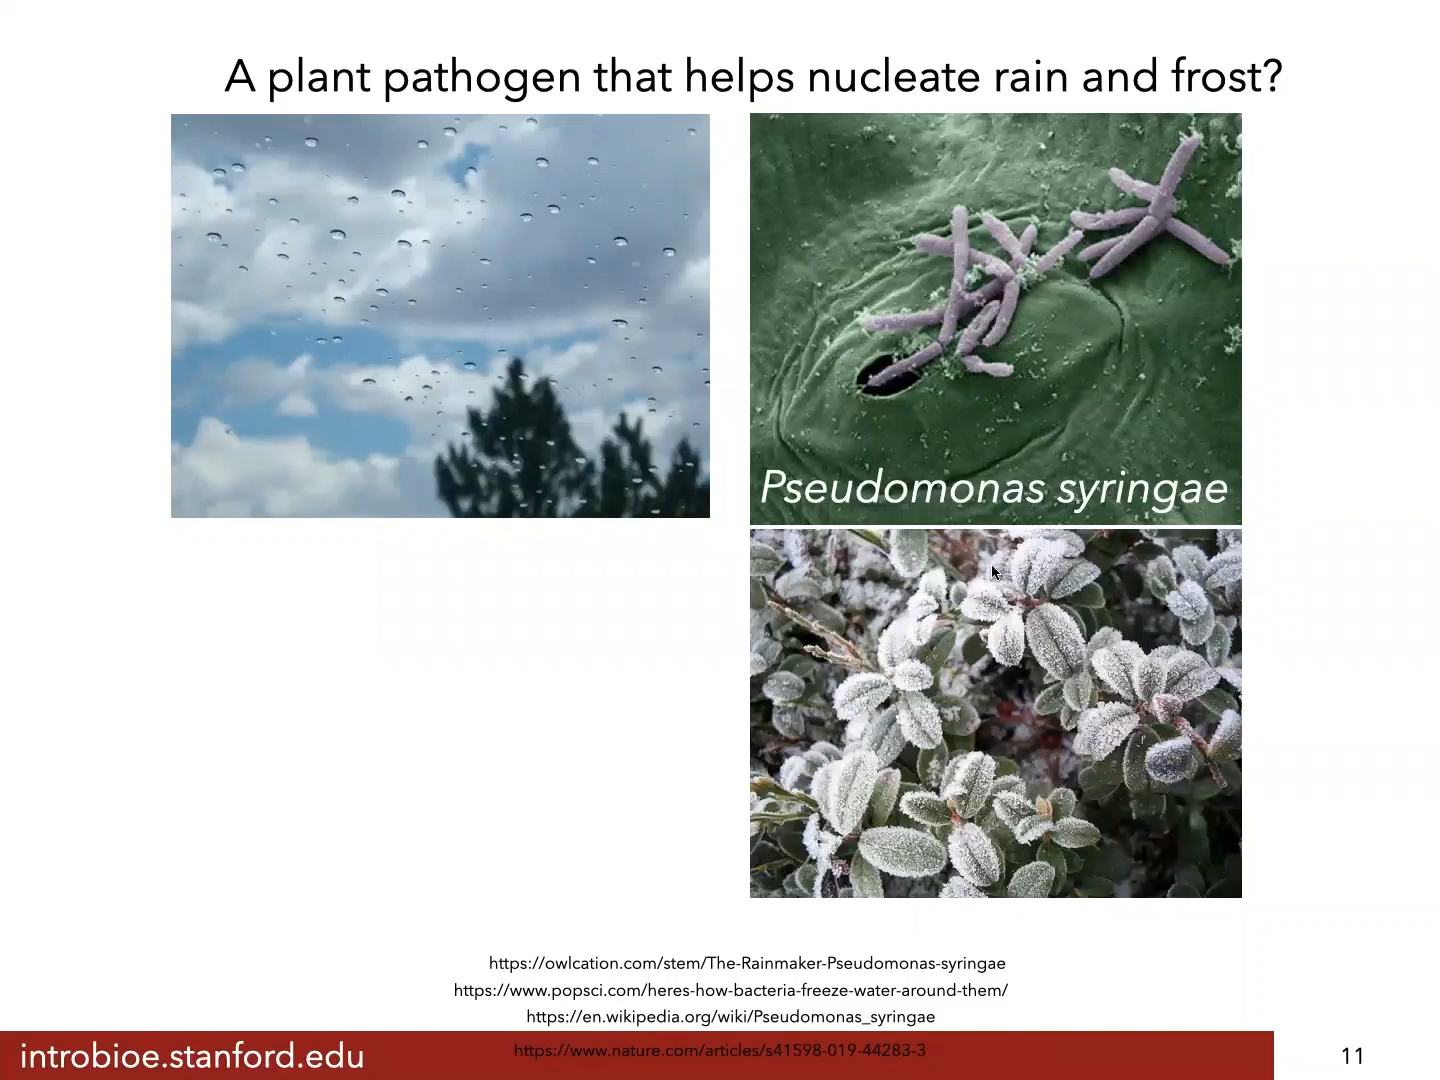 A plant pathogen that helps nucleate rain and frost?
Pseudomonas syringae
https://owlcation.com/stem/The-Rainmaker-Pseudomonas-syringae
https://www.popsci.com/heres-how-bacteria-freeze-water-around-them/
https://en.wikipedia.org/wiki/Pseudomonas_syringae
https://www.nature.com/articles/s41598-019-44283-3
introbioe.stanford.edu
11